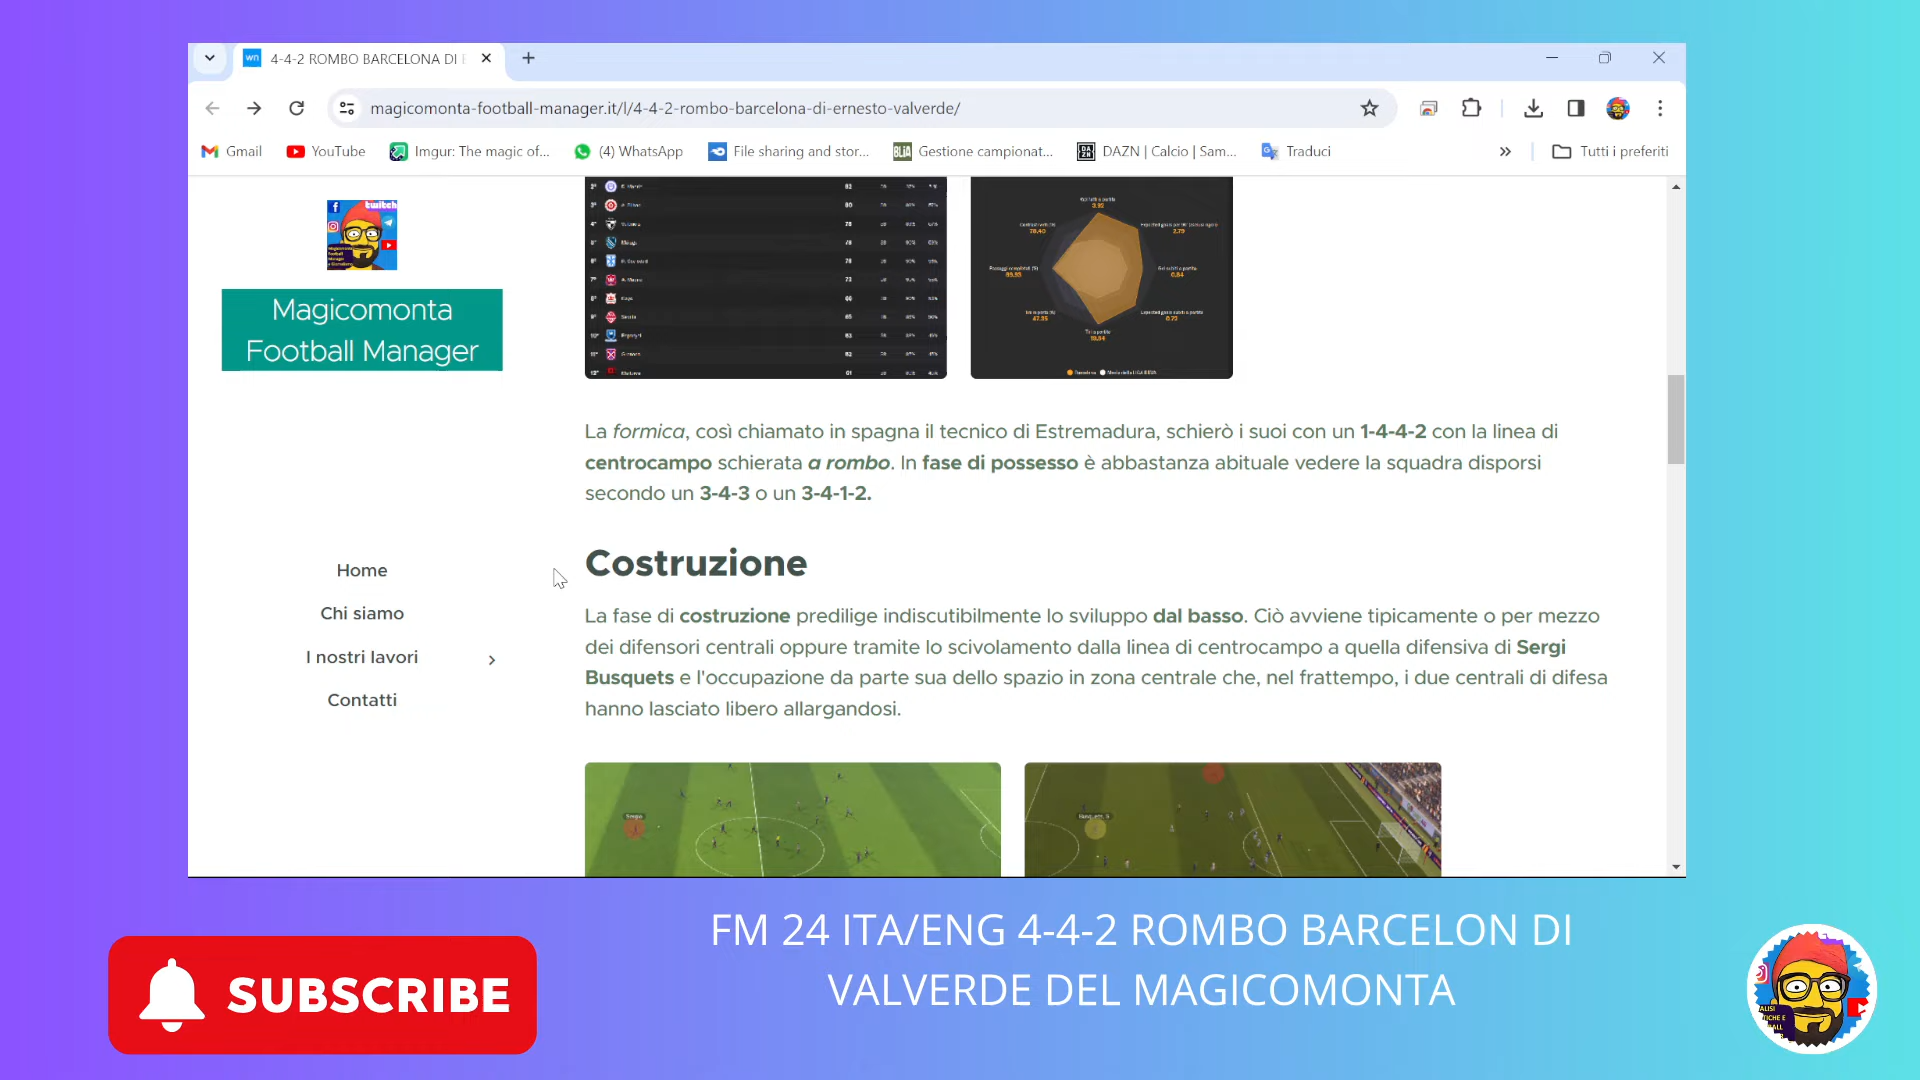 4-4-2 ROMBO BARCELONA DI
magicomonta-football-manager.it/l/4-4-2-rombo-barcelona-di-ernesto-valverde/
Gmail
YouTube
Imgur: The magic of...
(4) WhatsApp
File sharing and stor...
Gestione campionat...
DAZN | Calcio | Sam...
Traduci
»
Tutti i preferiti
twitch
Magicomonta
Football Manager
Home
Chi siamo
I nostri lavori
Contatti
La formica, così chiamato in spagna il tecnico di Estremadura, schierò i suoi con un 1-4-4-2 con la linea di
centrocampo schierata a rombo. In fase di possesso è abbastanza abituale vedere la squadra disporsi
secondo un 3-4-3 o un 3-4-1-2.
Costruzione
La fase di costruzione predilige indiscutibilmente lo sviluppo dal basso. Ciò avviene tipicamente o per mezzo
dei difensori centrali oppure tramite lo scivolamento dalla linea di centrocampo a quella difensiva di Sergi
Busquets e l'occupazione da parte sua dello spazio in zona centrale che, nel frattempo, i due centrali di difesa
hanno lasciato libero allargandosi.
SUBSCRIBE
FM 24 ITA/ENG 4-4-2 ROMBO BARCELON DI
VALVERDE DEL MAGICOMONTA